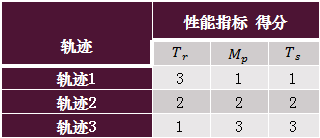 轨迹 性能指标 得分
Tr Mp Ts
轨迹1 3 1 1
轨迹2 2 2 2
轨迹3 1 3 3